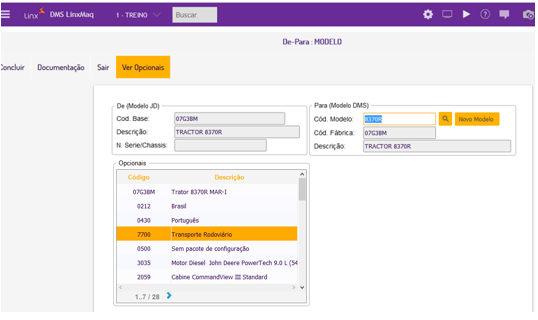 Linx DMS LinxMaq 1 - TREINO Buscar
De-Para : MODELO
Concluir Documentação Sair Ver Opcionais
De (Modelo JD)
Cod. Base: 07G3BM
Descrição: TRACTOR 8370R
N. Serie/Chassis:
Para (Modelo DMS)
Cód. Modelo: 8370R Novo Modelo
Cód. Fábrica: 07G3BM
Descrição: TRACTOR 8370R
Opcionais
Código Descrição
07G3BM Trator 8370R MAR-I
0212 Brasil
0430 Português
7700 Transporte Rodoviário
0500 Sem pacote de configuração
3035 Motor Diesel John Deere PowerTech 9.0 L (54
2059 Cabine CommandView III Standard
1..7 / 28